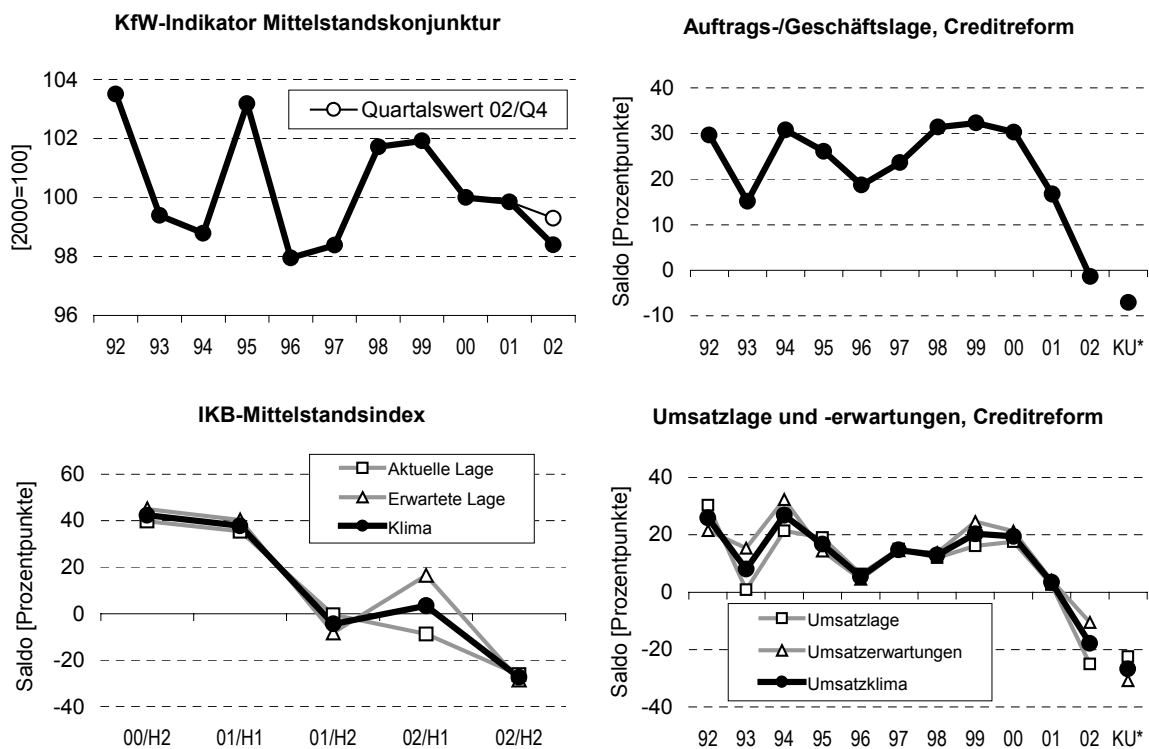 KfW-Indikator Mittelstandskonjunktur
[2000=100]
104
102
100
98
96
Quartalswert 02/Q4
92 93 94 95 96 97 98 99 00 01 02
Auftrags-/Geschäftslage, Creditreform
Saldo [Prozentpunkte]
40
30
20
10
0
-10
92 93 94 95 96 97 98 99 00 01 02 KU*
IKB-Mittelstandsindex
Saldo [Prozentpunkte]
60
40
20
0
-20
-40
Aktuelle Lage
Erwartete Lage
Klima
00/H2 01/H1 01/H2 02/H1 02/H2
Umsatzlage und -erwartungen, Creditreform
Saldo [Prozentpunkte]
40
20
0
-20
-40
Umsatzlage
Umsatzerwartungen
Umsatzklima
92 93 94 95 96 97 98 99 00 01 02 KU*